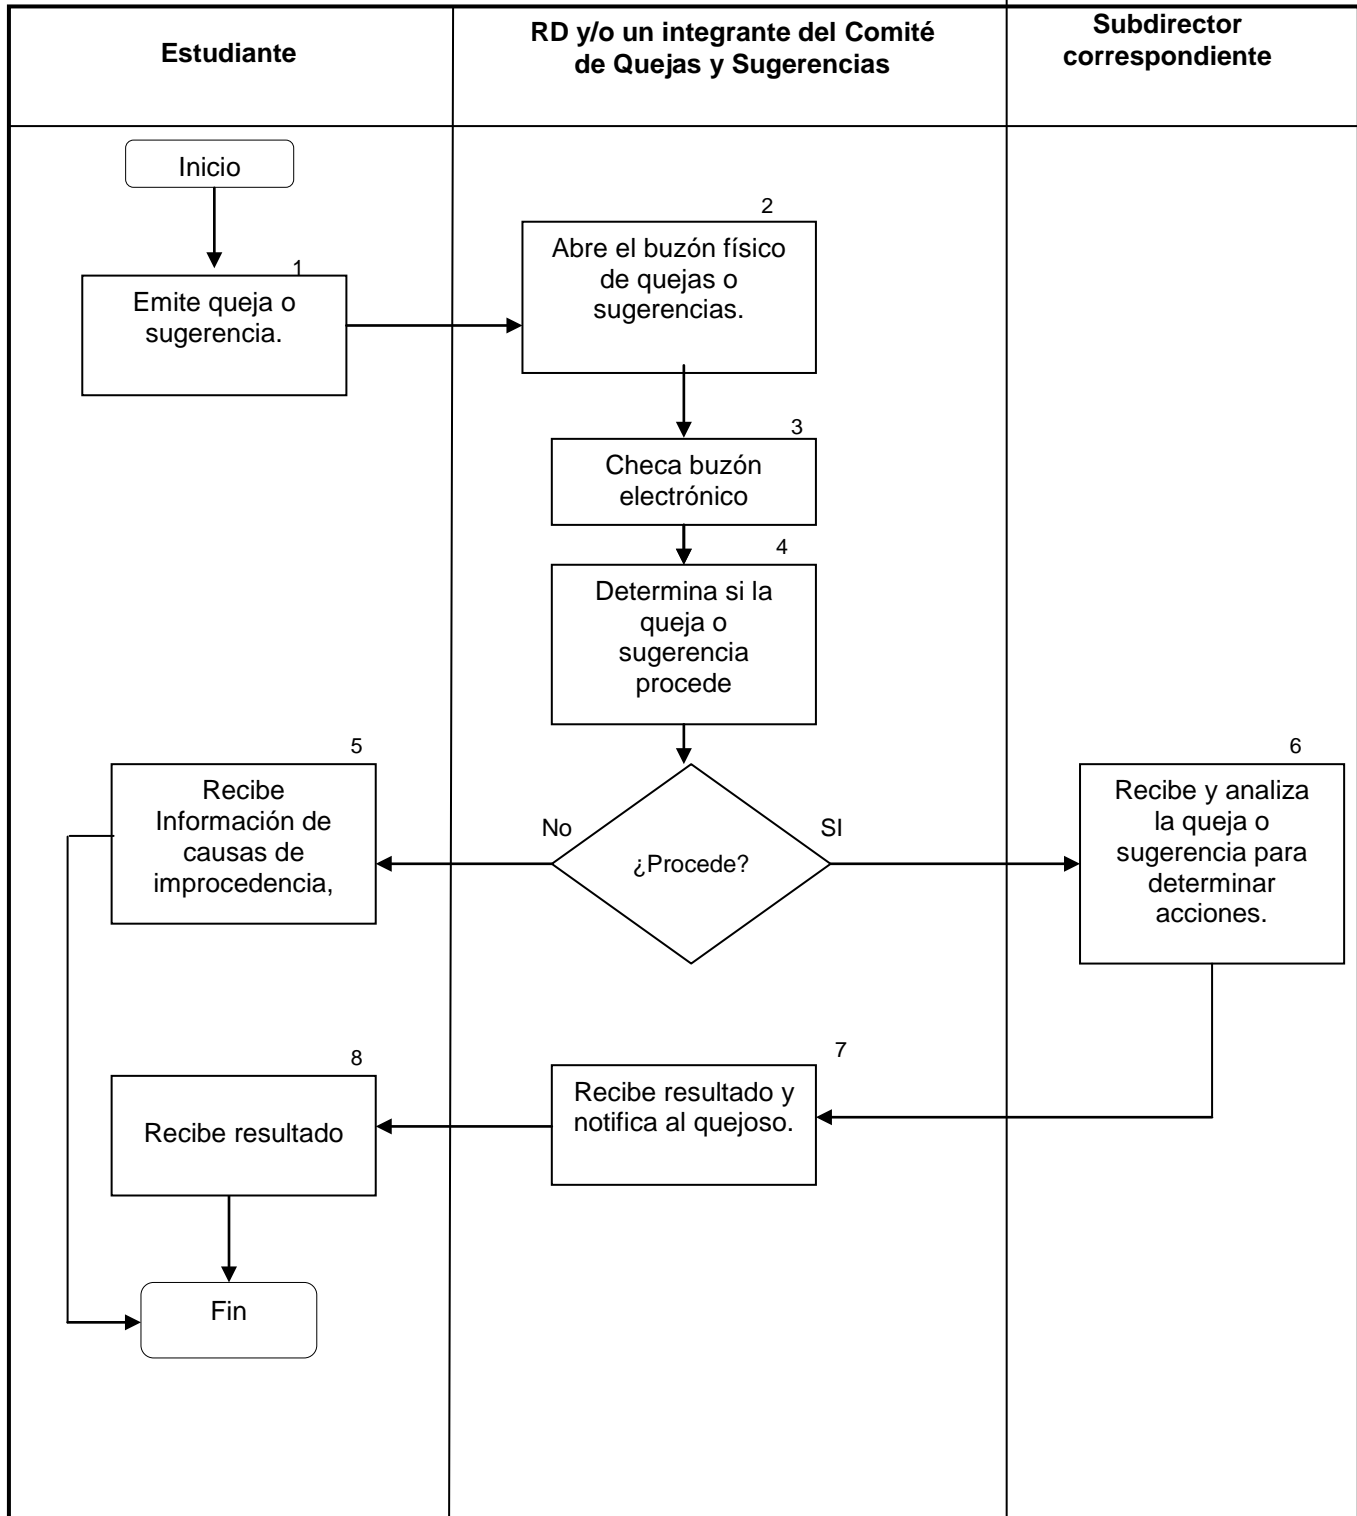 Estudiante
RD y/o un integrante del Comité
de Quejas y Sugerencias
Subdirector
correspondiente
Inicio
1
Emite queja o
sugerencia.
2
Abre el buzón físico
de quejas o
sugerencias.
3
Checa buzón
electrónico
4
Determina si la
queja o
sugerencia
procede
¿Procede?
No
SI
5
Recibe
Información de
causas de
improcedencia,
6
Recibe y analiza
la queja o
sugerencia para
determinar
acciones.
7
Recibe resultado y
notifica al quejoso.
8
Recibe resultado
Fin